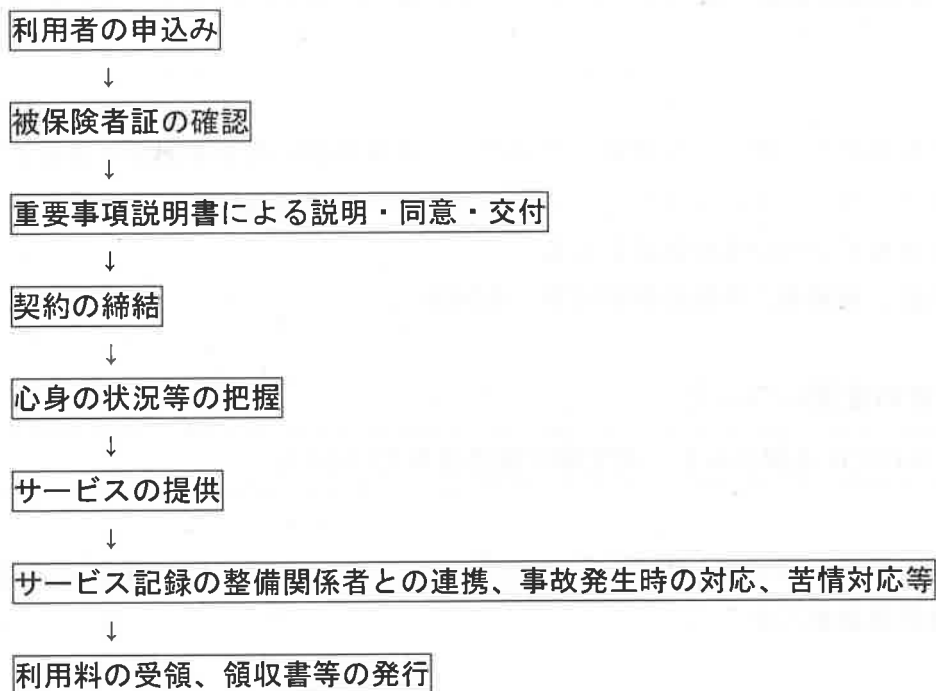 利用者の申込み
↓
被保険者証の確認
↓
重要事項説明書による説明・同意・交付
↓
契約の締結
↓
心身の状況等の把握
↓
サービスの提供
↓
サービス記録の整備関係者との連携、事故発生時の対応、苦情対応等
↓
利用料の受領、領収書等の発行